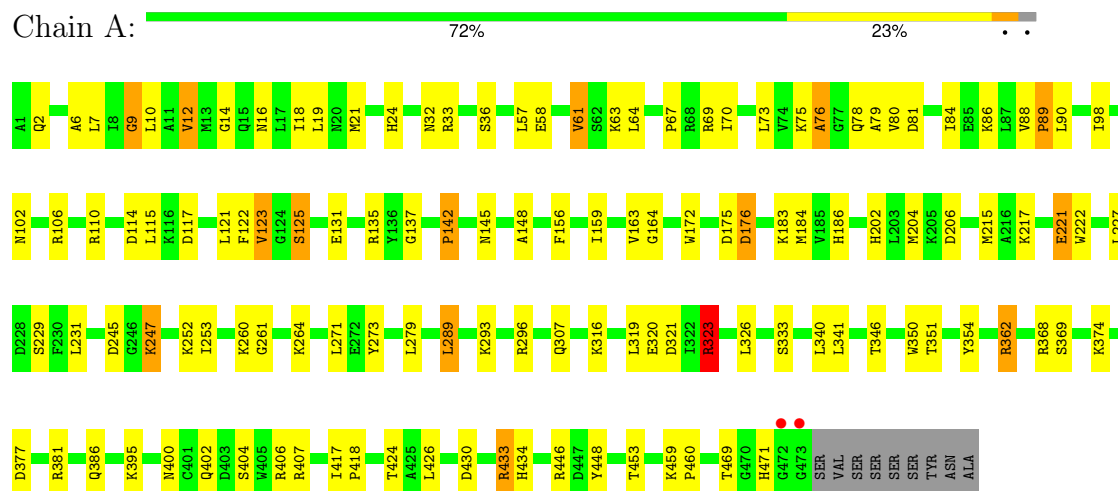 Chain A:
72% 23% • •
A1 Q2 A6 L7 I8 G9 L10 A11 V12 M13 G14 Q15 N16 L17 I18 L19 N20 M21 H24 N32 R33 S36 L57 E58 V61 S62 K63 L64 P67 R68 R69 I70 L73 V74 K75 A76 G77 Q78 A79 V80 D81 I84 E85 K86 L87 V88 P89 L90 I98
N102 R106 R110 D114 L115 K116 D117 L121 F122 V123 G124 S125 E131 R135 Y136 G137 P142 N145 A148 F156 I159 V163 G164 W172 D175 D176 K183 M184 V185 H186 H202 L203 M204 K205 D206 M215 A216 K217 E221 W222 L227
D228 S229 F230 L231 D245 G246 K247 K252 I253 K260 G261 K264 L271 E272 Y273 L279 L289 K293 R296 Q307 K316 L319 E320 D321 I322 R323 L326 S333 L340 L341 T346 W350 T351 Y354 R362 R368 S369 K374
D377 R381 Q386 K395 N400 C401 Q402 D403 S404 W405 R406 R407 I417 P418 T424 A425 L426 D430 R433 H434 R446 D447 Y448 T453 K459 P460 T469 G470 H471 G472 G473 SER VAL SER SER SER SER TYR ASN ALA